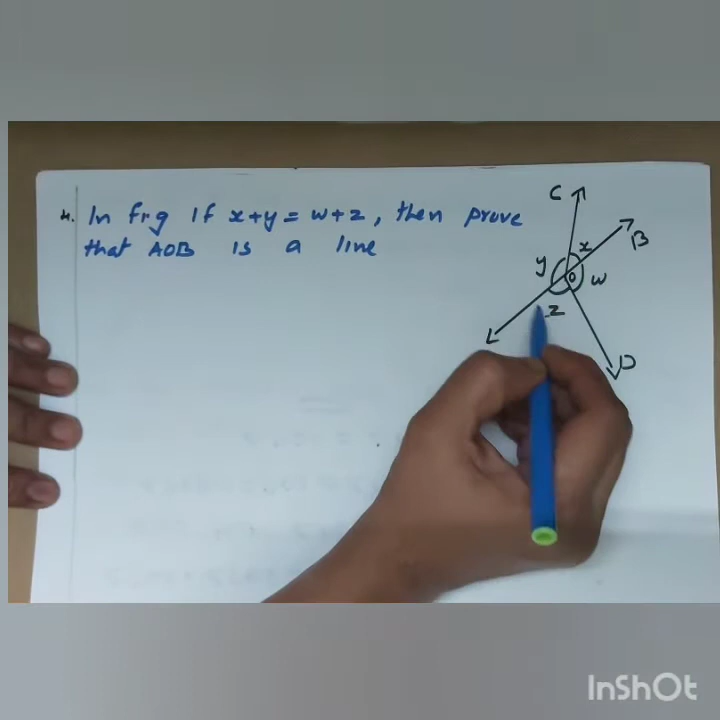 4. In fig If x+y = w+z, then prove
that AOB is a line
C
B
x
y
O
w
z
D
InShOt